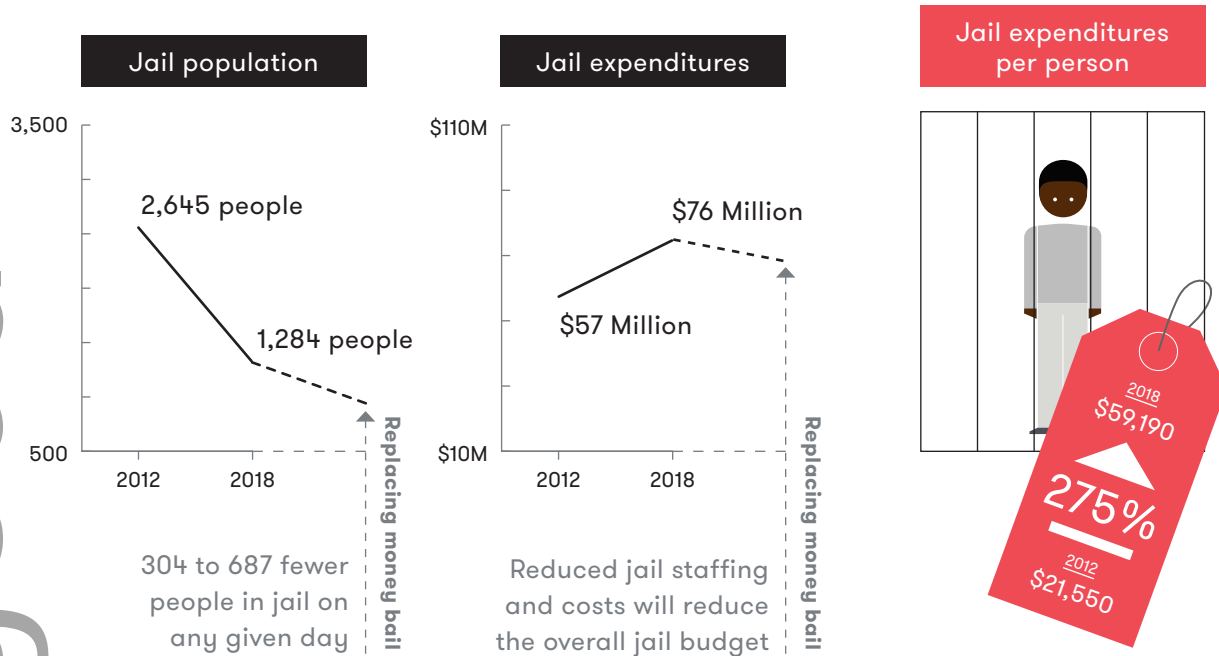 Jail population
3,500
2,645 people
1,284 people
500
2012
2018
Replacing money bail
304 to 687 fewer
people in jail on
any given day
Jail expenditures
$110M
$76 Million
$57 Million
$10M
2012
2018
Replacing money bail
Reduced jail staffing
and costs will reduce
the overall jail budget
Jail expenditures
per person
2018
$59,190
275%
2012
$21,550